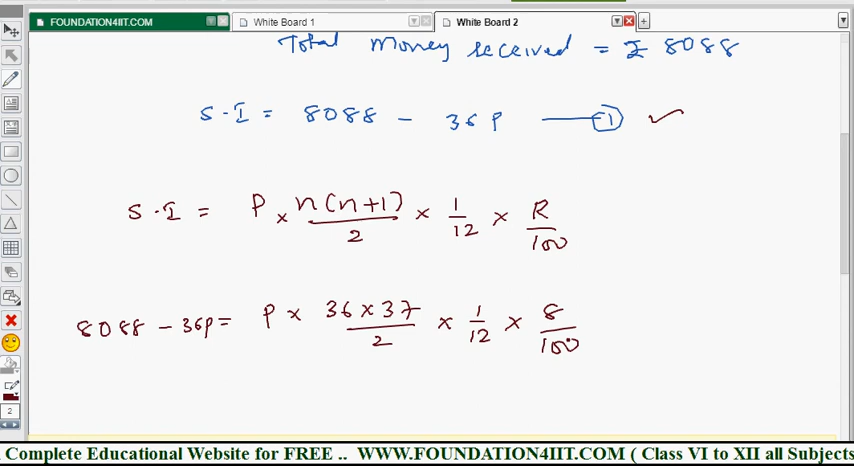 FOUNDATION4IIT.COM White Board 1 White Board 2
Total Money received = ₹ 8088
S.I = 8088 - 36P —— ① ✓
S.I = P × n(n+1)/2 × 1/12 × R/100
8088 - 36P = P × 36×37/2 × 1/12 × 8/100
2
Complete Educational Website for FREE .. WWW.FOUNDATION4IIT.COM ( Class VI to XII all Subjects